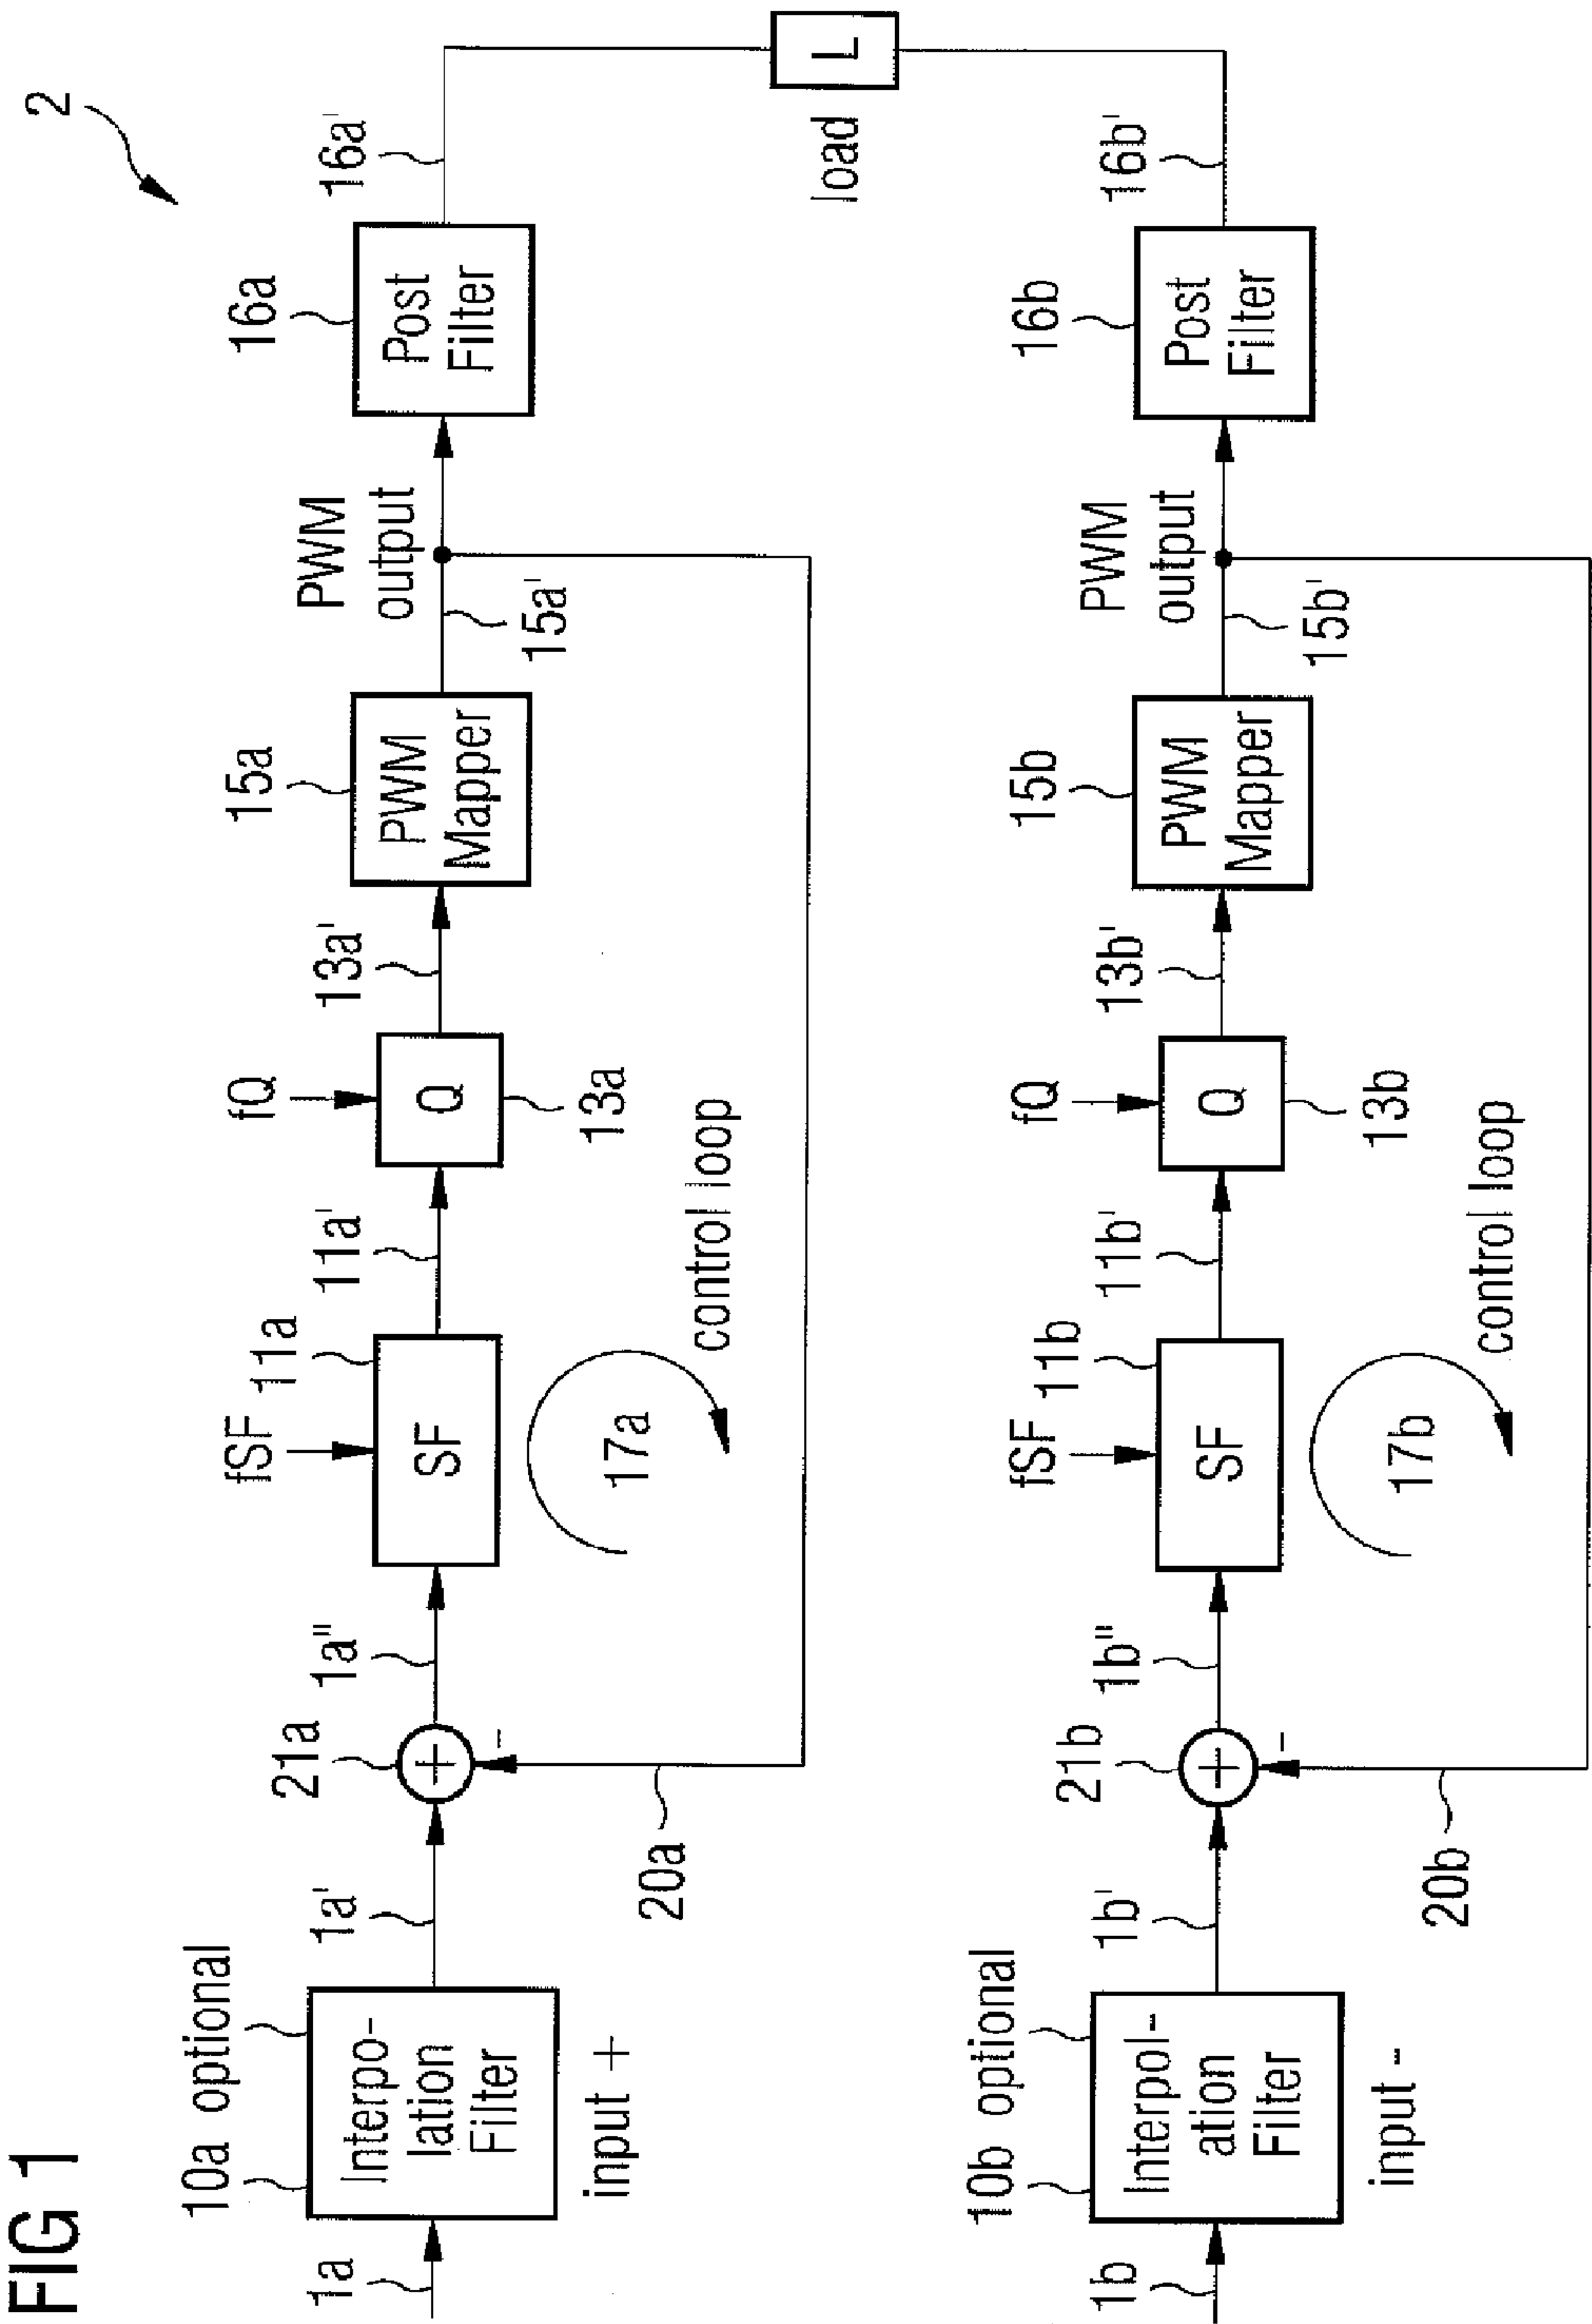 FIG 1
2
1a
10a optional
Interpo-
lation
Filter
input +
1a'
21a
+
-
20a
1a"
fSF
11a
SF
17a
control loop
11a'
fQ
Q
13a
13a'
15a
PWM
Mapper
15a'
PWM
output
16a
Post
Filter
16a'
L
load
1b
10b optional
Interpol-
ation
Filter
input -
1b'
21b
+
-
20b
1b"
fSF
11b
SF
17b
control loop
11b'
fQ
Q
13b
13b'
15b
PWM
Mapper
15b'
PWM
output
16b
Post
Filter
16b'